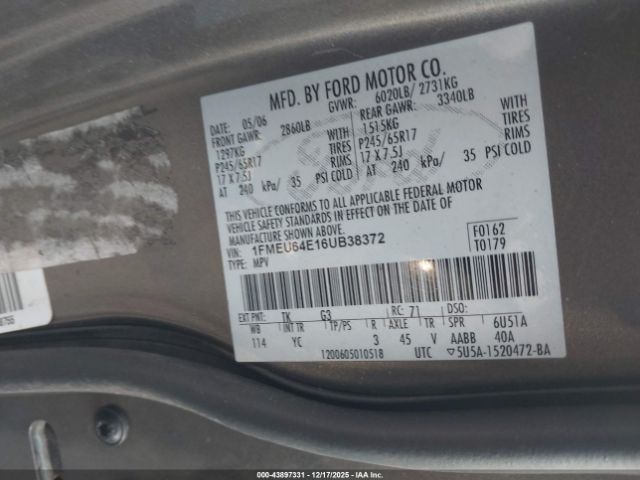 MFD. BY FORD MOTOR CO.
DATE: 05/06 GVWR: 6020LB/ 2731KG
FRONT GAWR: 2860LB REAR GAWR: 3340LB
1297KG WITH 1515KG WITH
P245/65R17 TIRES P245/65R17 TIRES
17 X 7.5J RIMS 17 X 7.5J RIMS
AT 240 kPa/ 35 PSI COLD AT 240 kPa/ 35 PSI COLD
THIS VEHICLE CONFORMS TO ALL APPLICABLE FEDERAL MOTOR
VEHICLE SAFETY STANDARDS IN EFFECT ON THE DATE OF
MANUFACTURE SHOWN ABOVE.
VIN: 1FMEU64E16UB38372 F0162
TYPE: MPV T0179
EXT PNT: TK G3 RC: 71 DSO:
WB INT TR TP/PS R AXLE TR SPR 6U51A
114 YC 3 45 V AABB 40A
1200605010518 UTC ▽5U5A-1520472-BA
© 43897331 - 12/17/2025 - IAAI.COM